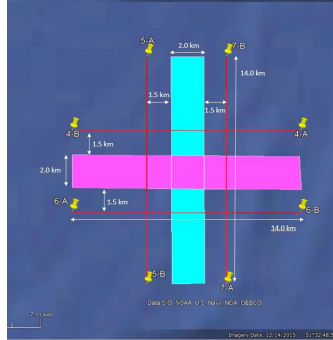 5-A
2.0 km
7-B
14.0 km
1.5 km
1.5 km
4-B
4-A
1.5 km
2.0 km
1.5 km
6-A
6-B
14.0 km
5-B
7-A
Data SIO, NOAA, U.S. Navy, NGA, GEBCO
Imagery Date: 12/14/2015